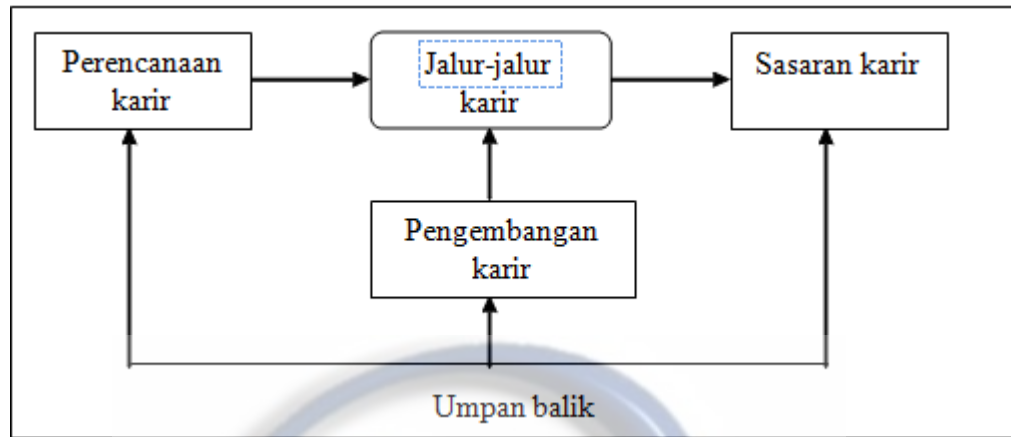 Perencanaan
karir
Jalur-jalur
karir
Sasaran karir
Pengembangan
karir
Umpan balik